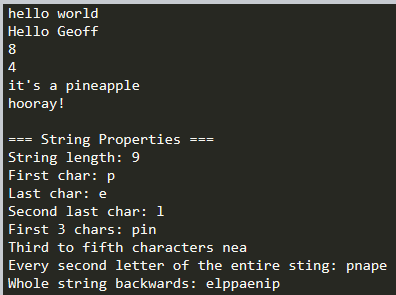 hello world
Hello Geoff
8
4
it's a pineapple
hooray!
=== String Properties ===
String length: 9
First char: p
Last char: e
Second last char: l
First 3 chars: pin
Third to fifth characters nea
Every second letter of the entire sting: pnape
Whole string backwards: elppaenip